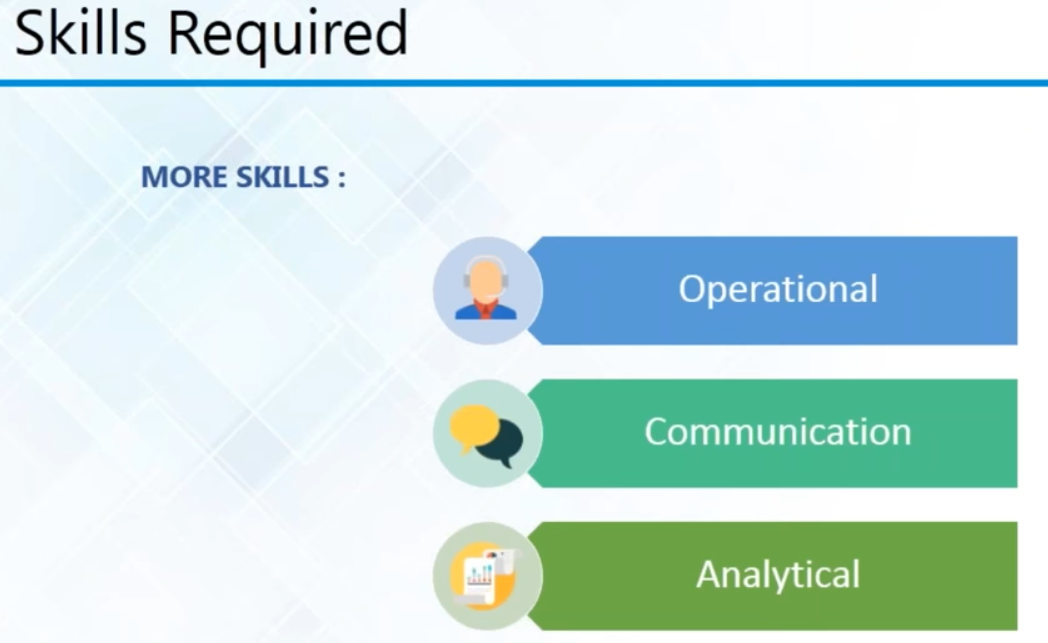 Skills Required
MORE SKILLS :
Operational
Communication
Analytical